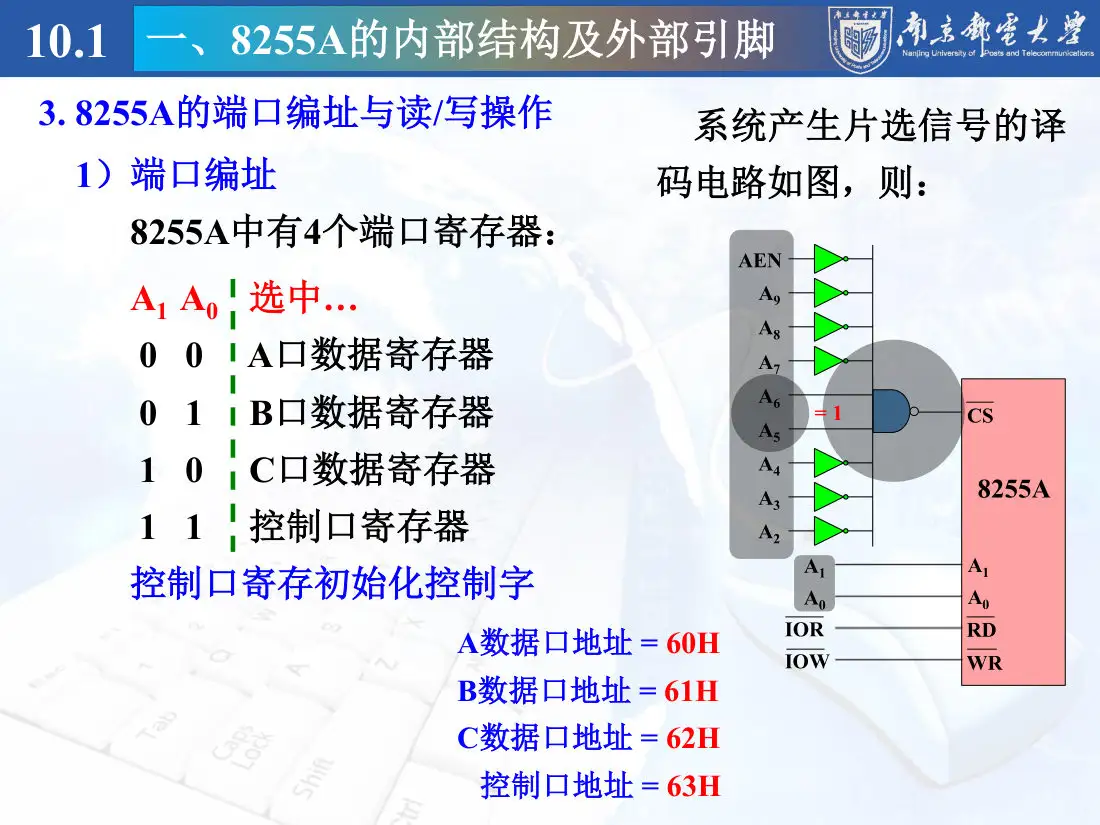 10.1 一、8255A的内部结构及外部引脚
南京邮电大学
Nanjing University of Posts and Telecommunications
3. 8255A的端口编址与读/写操作
1）端口编址
8255A中有4个端口寄存器：
A1 A0 选中…
0 0 A口数据寄存器
0 1 B口数据寄存器
1 0 C口数据寄存器
1 1 控制口寄存器
控制口寄存初始化控制字
A数据口地址 = 60H
B数据口地址 = 61H
C数据口地址 = 62H
控制口地址 = 63H
系统产生片选信号的译
码电路如图，则：
AEN
A9
A8
A7
A6
= 1
A5
A4
A3
A2
CS
8255A
A1 A1
A0 A0
IOR RD
IOW WR
Tab
Caps
Lock
Shift
Ctrl